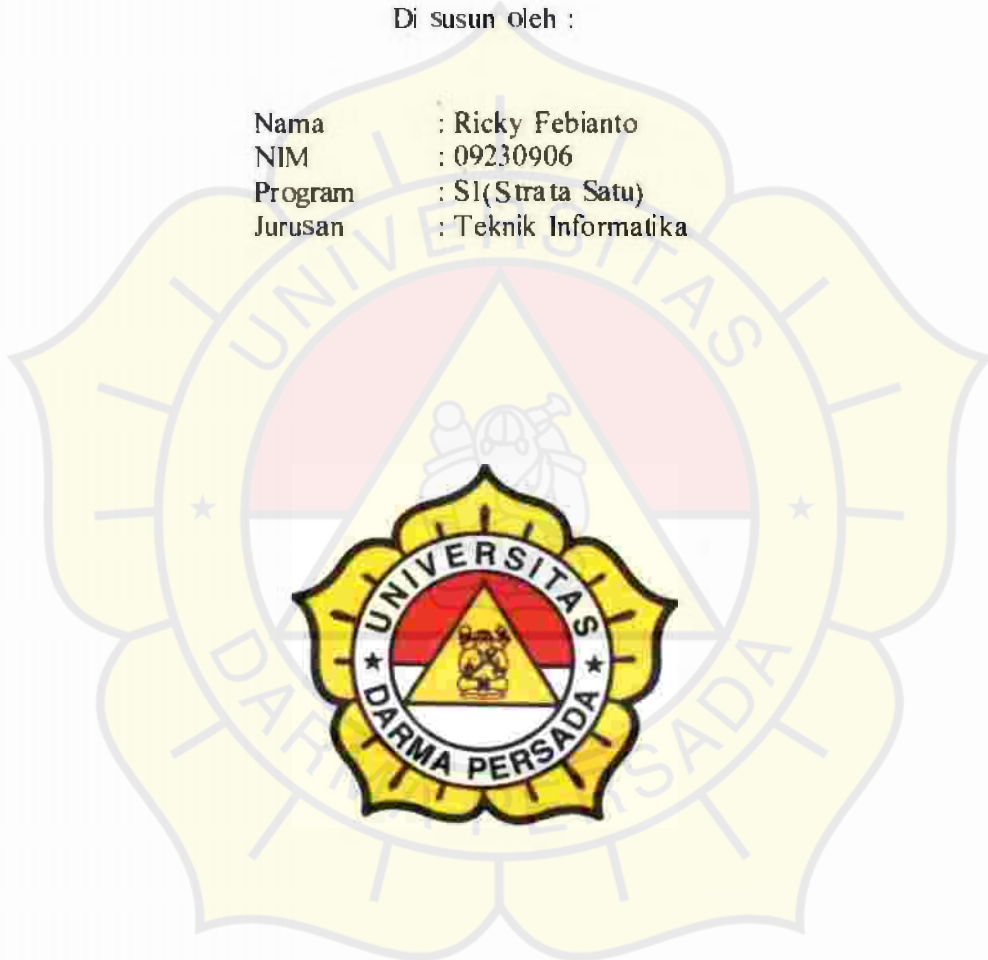 Di susun oleh :
Nama : Ricky Febianto
NIM : 09230906
Program : S1(Strata Satu)
Jurusan : Teknik Informatika
UNIVERSITAS
DARMA PERSADA
UNIVERSITAS
DARMA PERSADA